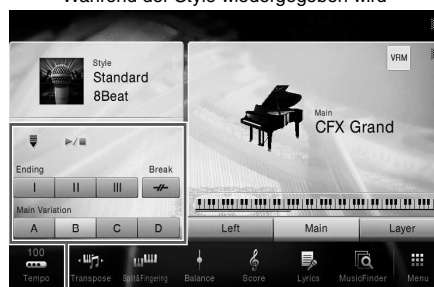 Während der Style wiedergegeben wird
Style
Standard
8Beat
VRM
Main
CFX Grand
Ending
Break
I II III
Main Variation
A B C D
Left Main Layer
100
Tempo Transpose Split&Fingering Balance Score Lyrics MusicFinder Menu